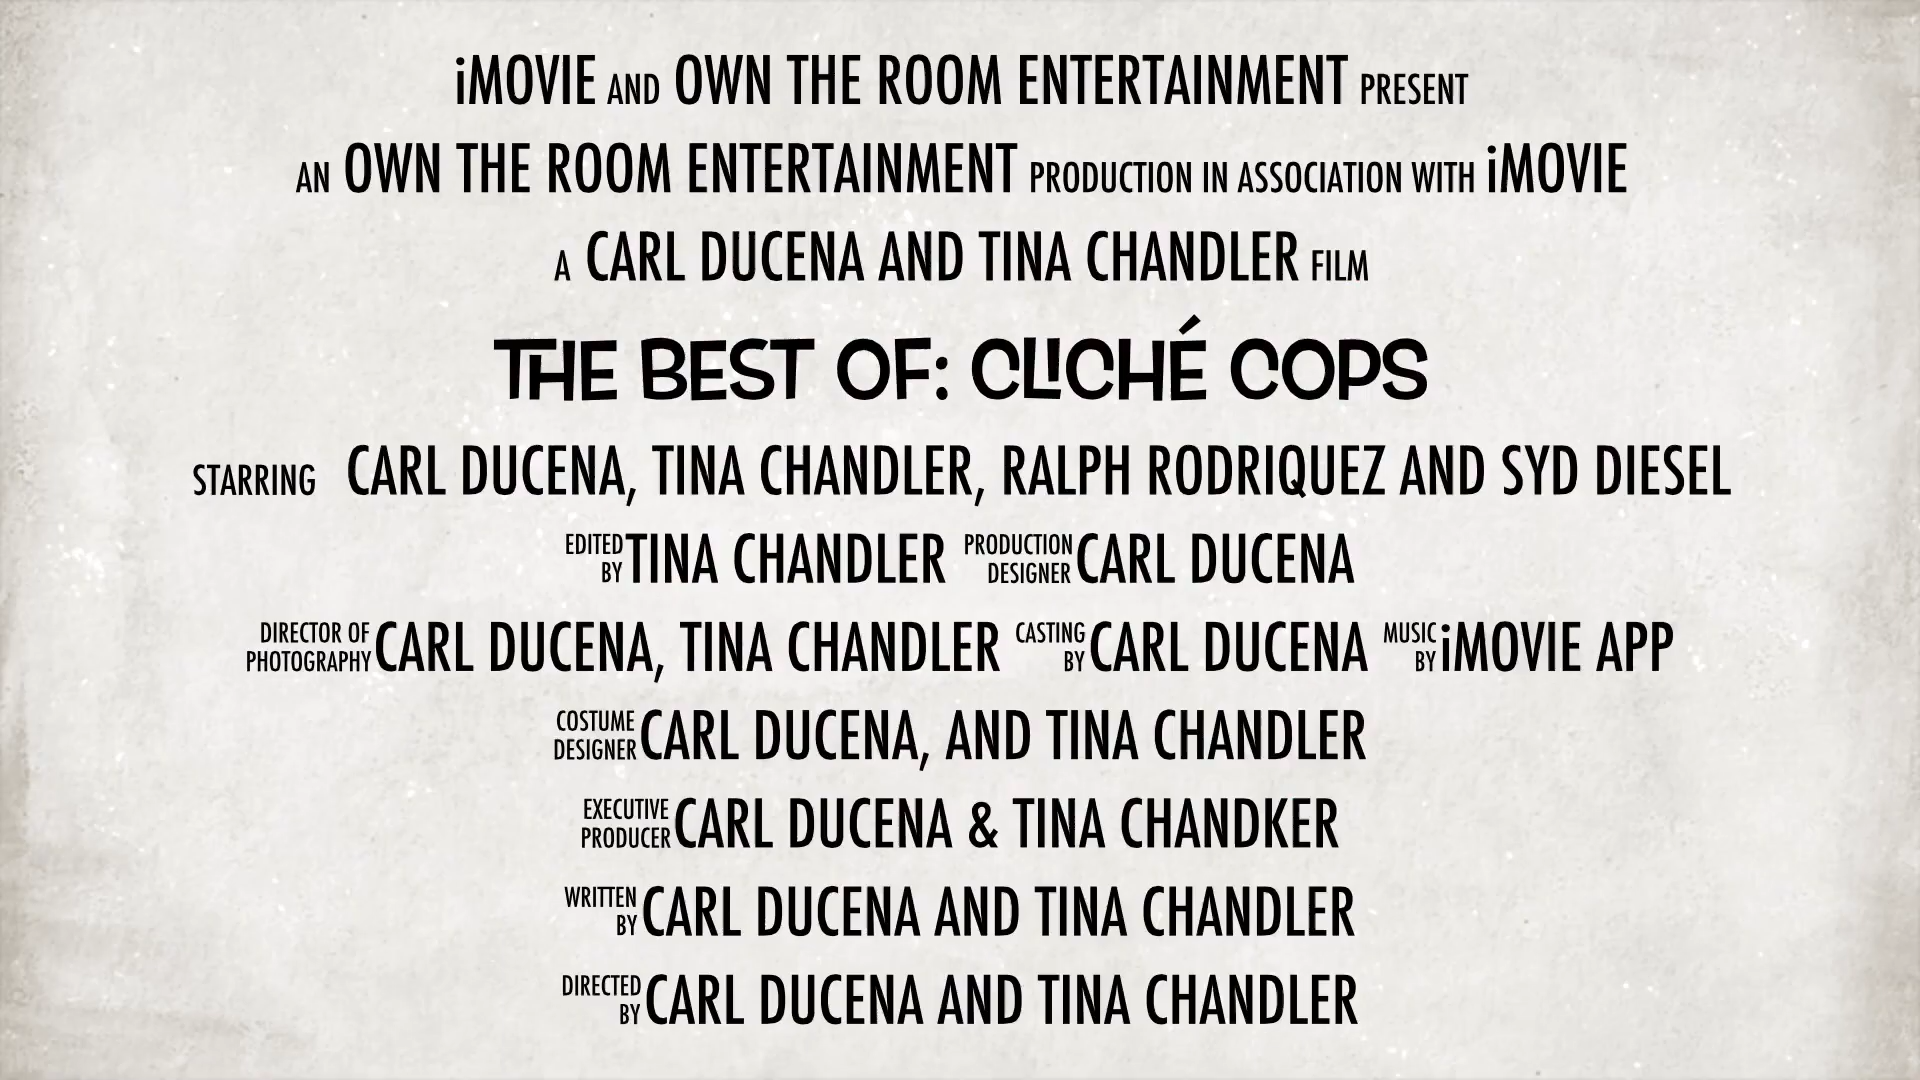 iMOVIE AND OWN THE ROOM ENTERTAINMENT PRESENT
AN OWN THE ROOM ENTERTAINMENT PRODUCTION IN ASSOCIATION WITH iMOVIE
A CARL DUCENA AND TINA CHANDLER FILM
THE BEST OF: CLICHÉ COPS
STARRING CARL DUCENA, TINA CHANDLER, RALPH RODRIQUEZ AND SYD DIESEL
EDITED BY TINA CHANDLER PRODUCTION DESIGNER CARL DUCENA
DIRECTOR OF PHOTOGRAPHY CARL DUCENA, TINA CHANDLER CASTING BY CARL DUCENA MUSIC BY iMOVIE APP
COSTUME DESIGNER CARL DUCENA, AND TINA CHANDLER
EXECUTIVE PRODUCER CARL DUCENA & TINA CHANDKER
WRITTEN BY CARL DUCENA AND TINA CHANDLER
DIRECTED BY CARL DUCENA AND TINA CHANDLER